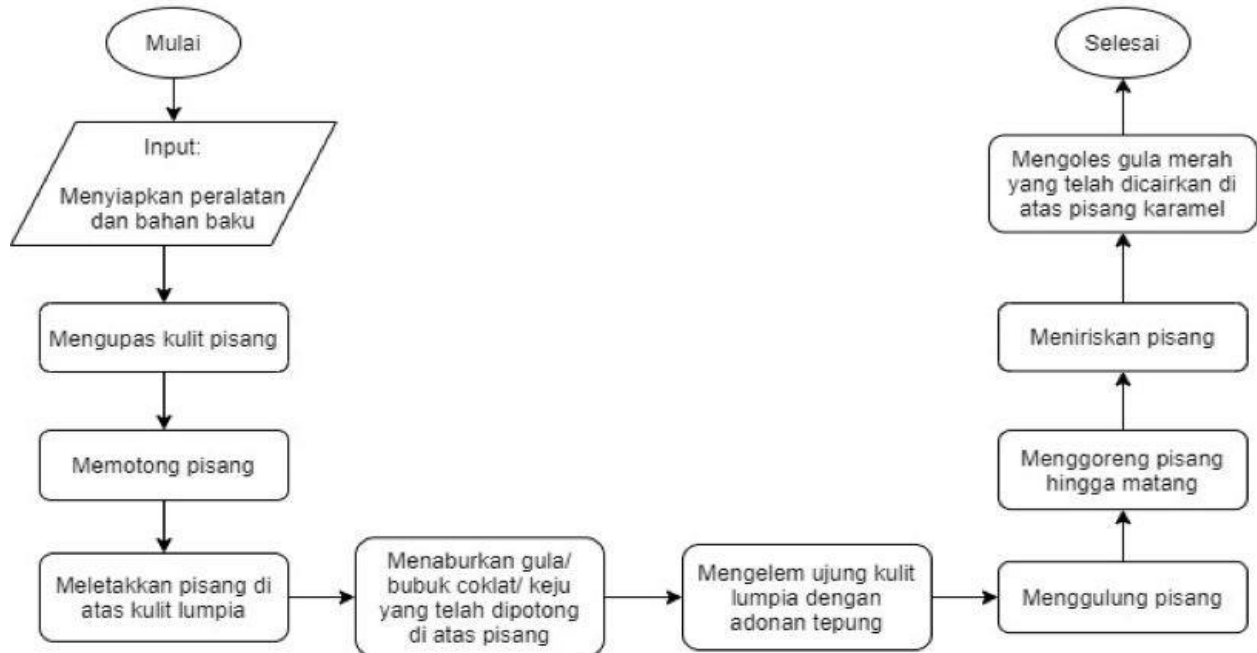 Mulai
Input:
Menyiapkan peralatan
dan bahan baku
Mengupas kulit pisang
Memotong pisang
Meletakkan pisang di
atas kulit lumpia
Menaburkan gula/
bubuk coklat/ keju
yang telah dipotong
di atas pisang
Mengelem ujung kulit
lumpia dengan
adonan tepung
Menggulung pisang
Menggoreng pisang
hingga matang
Meniriskan pisang
Mengoles gula merah
yang telah dicairkan di
atas pisang karamel
Selesai